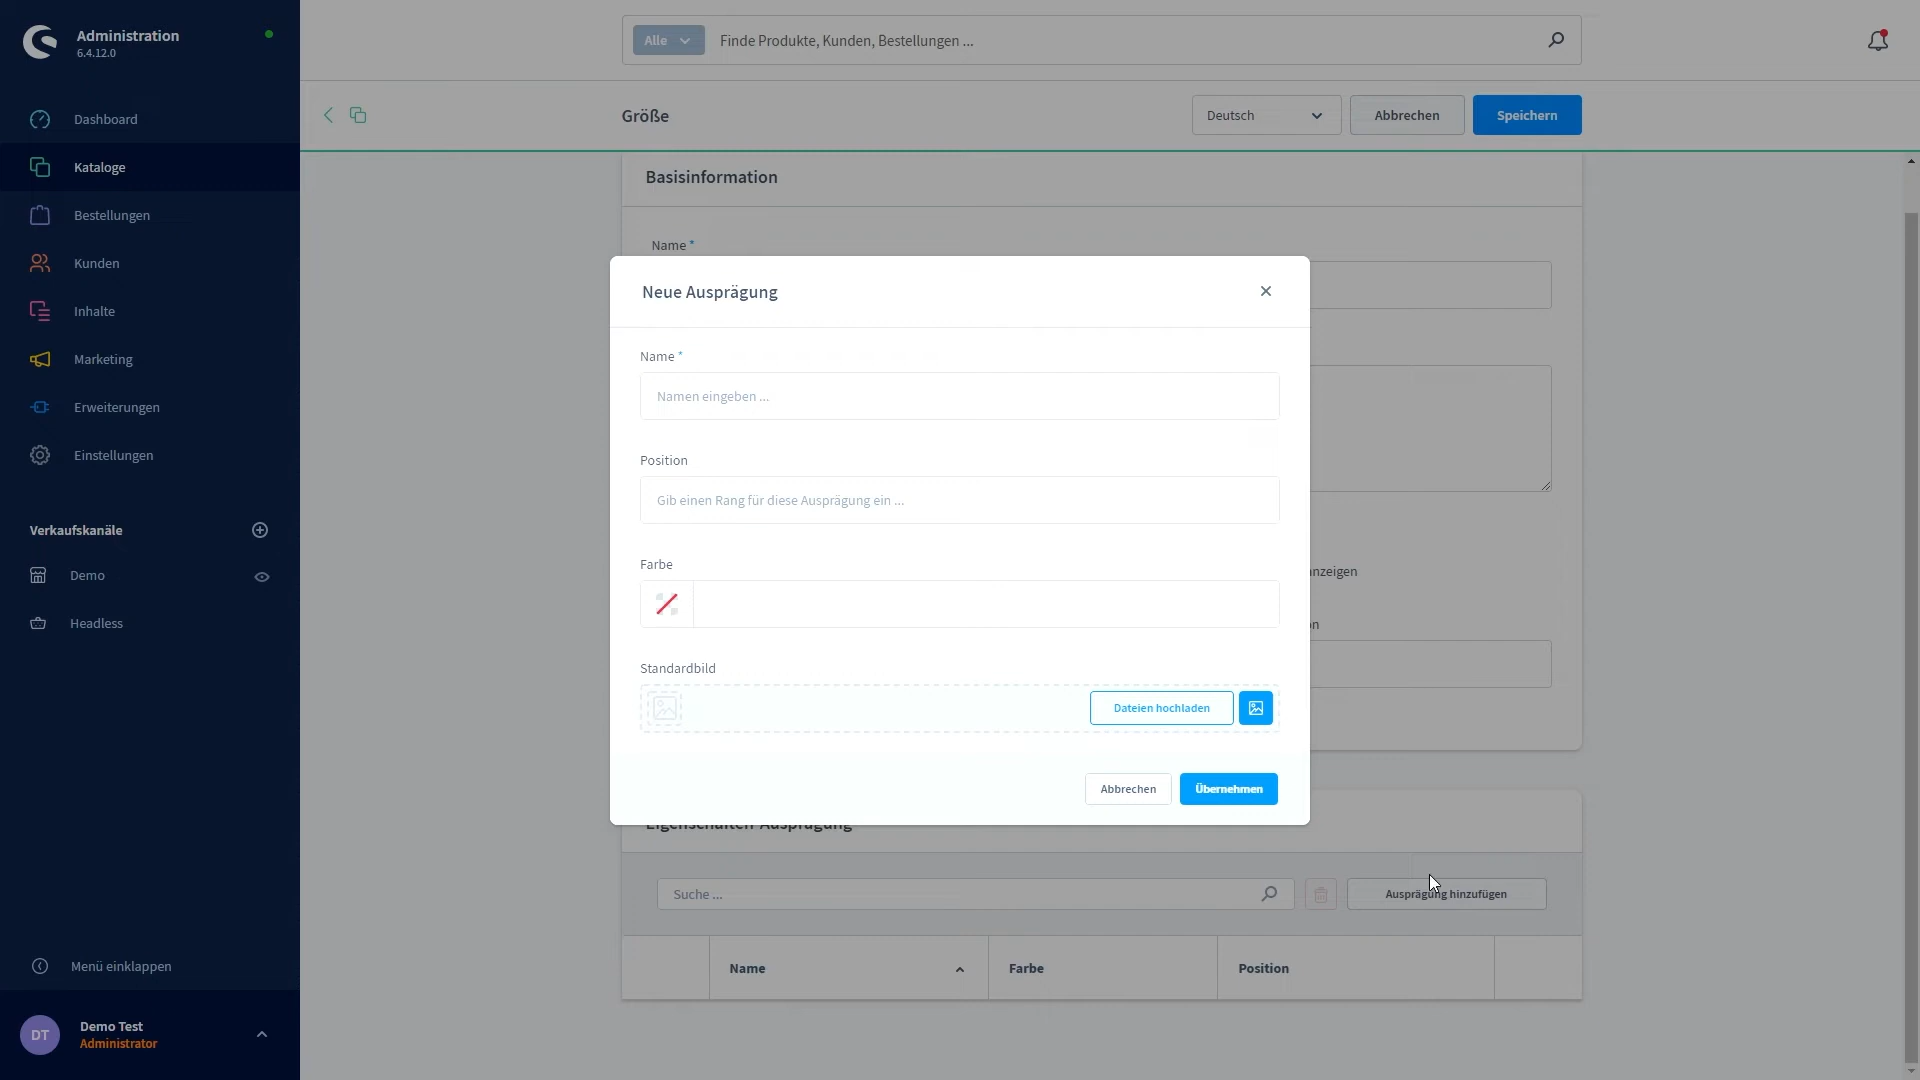 Administration
6.4.12.0
Dashboard
Kataloge
Bestellungen
Kunden
Inhalte
Marketing
Erweiterungen
Einstellungen
Verkaufskanäle
Demo
Headless
Menü einklappen
DT
Demo Test
Administrator
Alle
Finde Produkte, Kunden, Bestellungen ...
Größe
Deutsch
Abbrechen
Speichern
Basisinformation
Name *
nzeigen
on
Neue Ausprägung
Name *
Namen eingeben ...
Position
Gib einen Rang für diese Ausprägung ein ...
Farbe
Standardbild
Dateien hochladen
Abbrechen
Übernehmen
Eigenschaften-Ausprägung
Suche ...
Ausprägung hinzufügen
Name
Farbe
Position